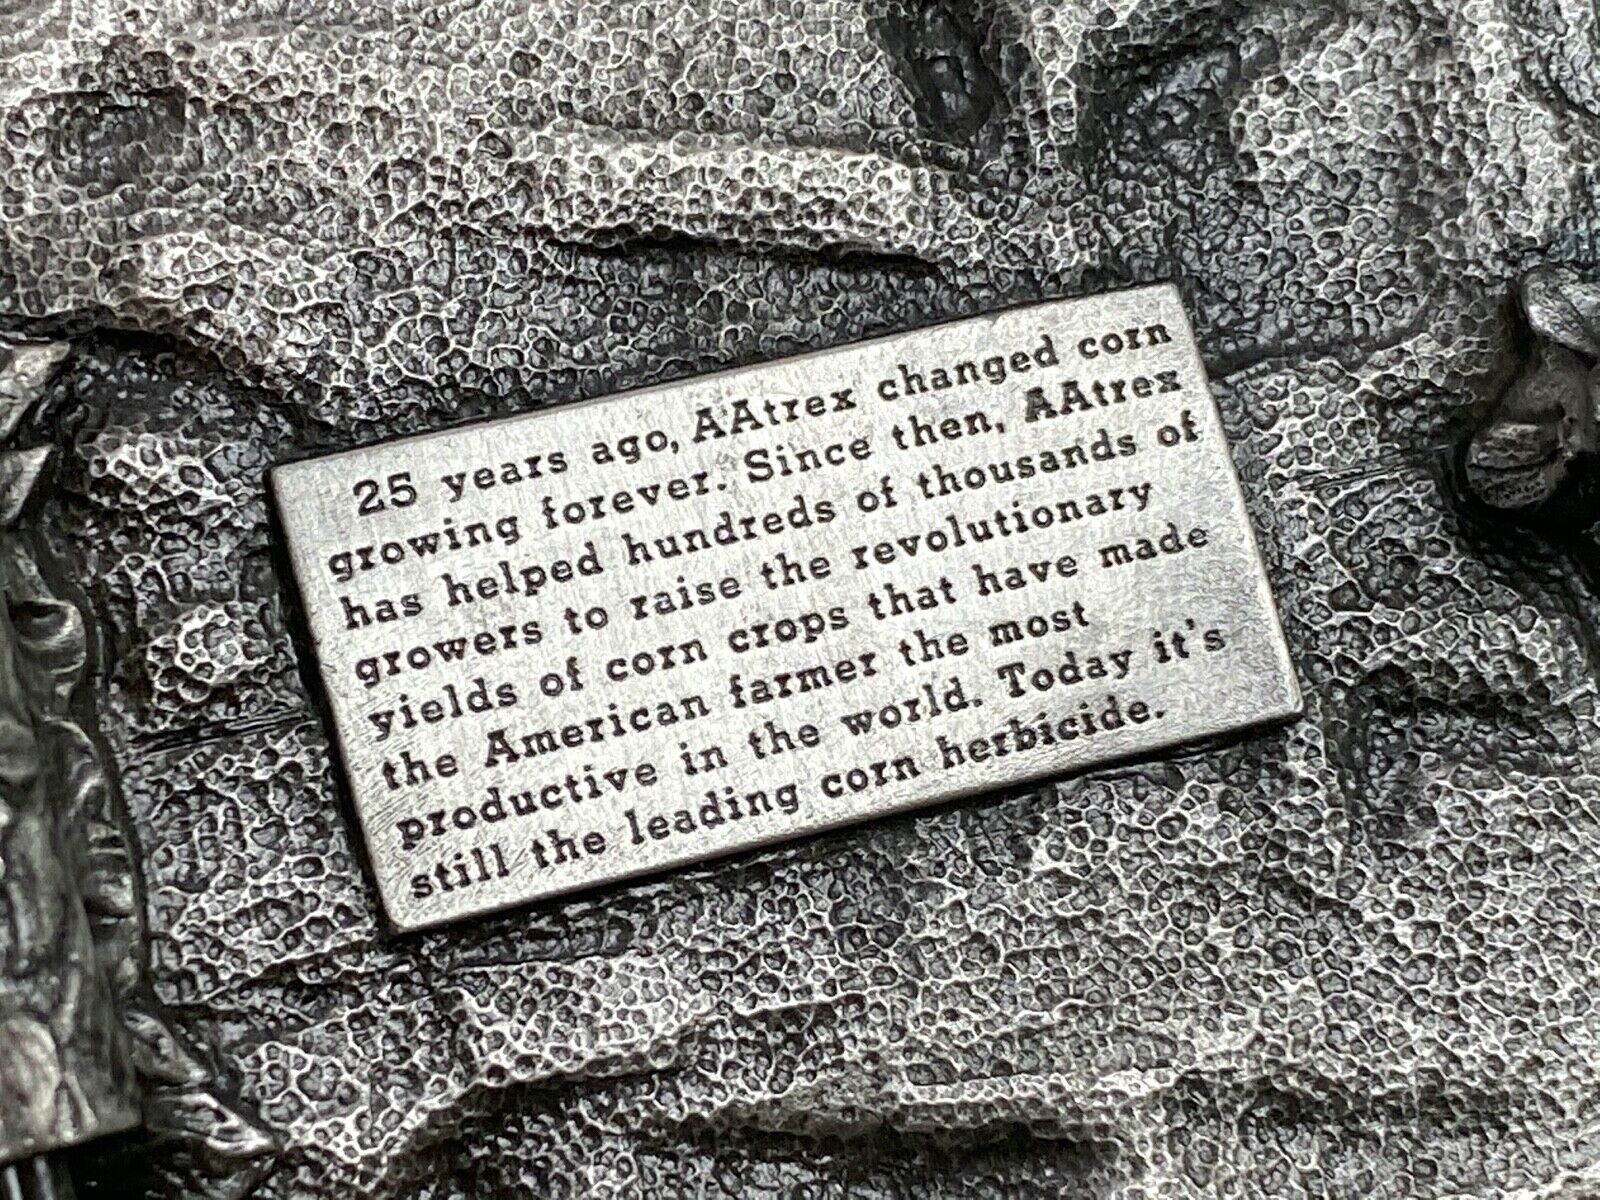 25 years ago, AAtrex changed corn
growing forever. Since then, AAtrex
has helped hundreds of thousands of
growers to raise the revolutionary
yields of corn crops that have made
the American farmer the most
productive in the world. Today it's
still the leading corn herbicide.